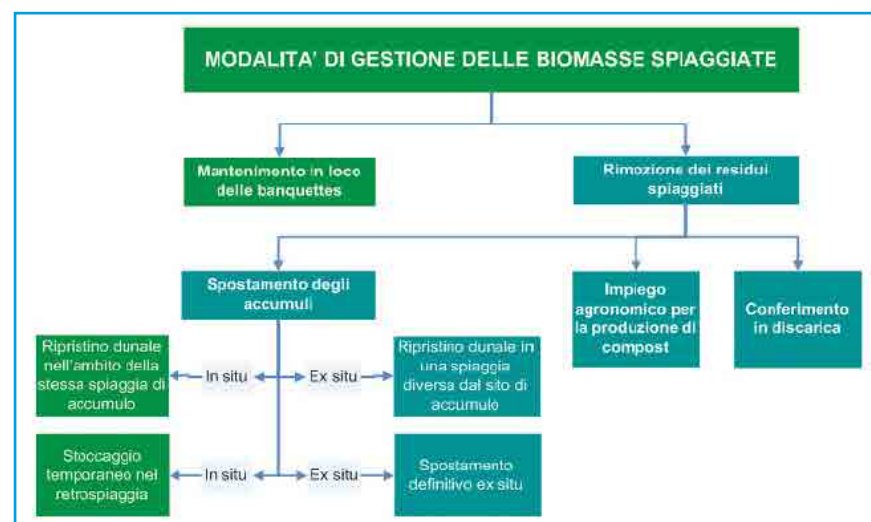 MODALITA' DI GESTIONE DELLE BIOMASSE SPIAGGIATE
Mantenimento in loco
delle banquettes
Rimozione dei residui
spiaggiati
Spostamento degli
accumuli
Impiego
agronomico per
la produzione di
compost
Conferimento
in discarica
Ripristino dunale
nell'ambito della
stessa spiaggia di
accumulo
In situ
Ex situ
Ripristino dunale in
una spiaggia
diversa dal sito di
accumulo
Stoccaggio
temporaneo nel
retrospiaggia
In situ
Ex situ
Spostamento
definitivo ex situ